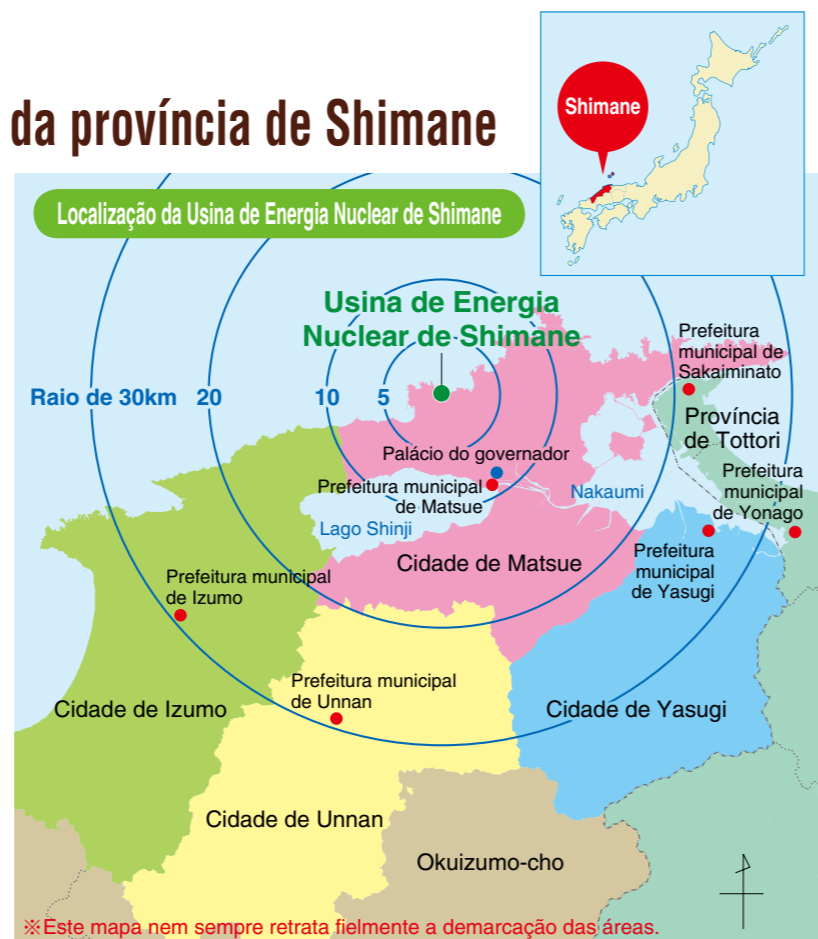 da província de Shimane
Shimane
Localização da Usina de Energia Nuclear de Shimane
Usina de Energia
Nuclear de Shimane
Raio de 30km
20
10
5
Prefeitura
municipal de
Sakaiminato
Província
de Tottori
Palácio do governador
Prefeitura municipal
de Matsue
Nakaumi
Prefeitura
municipal
de Yonago
Lago Shinji
Cidade de Matsue
Prefeitura
municipal
de Yasugi
Prefeitura municipal
de Izumo
Prefeitura municipal
de Unnan
Cidade de Izumo
Cidade de Yasugi
Cidade de Unnan
Okuizumo-cho
※Este mapa nem sempre retrata fielmente a demarcação das áreas.